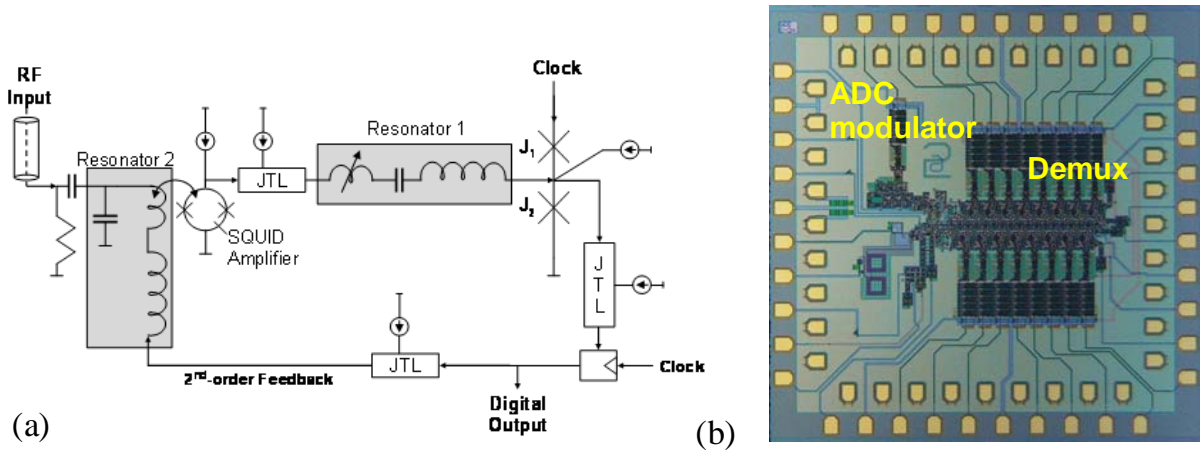 RF
Input
Resonator 2
SQUID
Amplifier
JTL
Resonator 1
Clock
J1
J2
J
T
L
Clock
JTL
2nd-order Feedback
Digital
Output
(a)
ADC
modulator
Demux
(b)